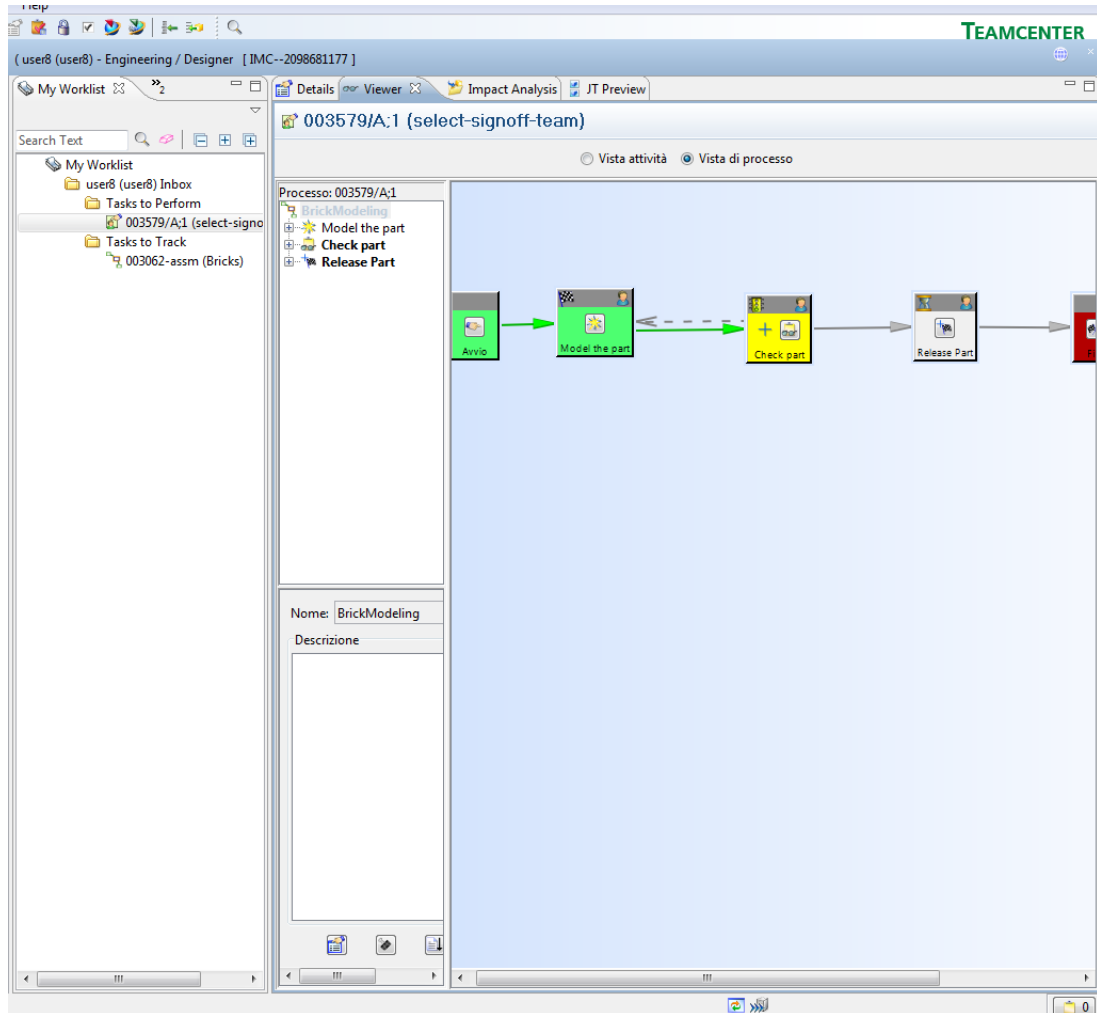 Help
TEAMCENTER
( user8 (user8) - Engineering / Designer [ IMC--2098681177 ]
My Worklist
»2
Details
Viewer
Impact Analysis
JT Preview
003579/A;1 (select-signoff-team)
Search Text
Vista attività
Vista di processo
My Worklist
user8 (user8) Inbox
Tasks to Perform
003579/A;1 (select-signo
Tasks to Track
003062-assm (Bricks)
Processo: 003579/A;1
BrickModeling
Model the part
Check part
Release Part
Avvio
Model the part
Check part
Release Part
F
Nome: BrickModeling
Descrizione
0